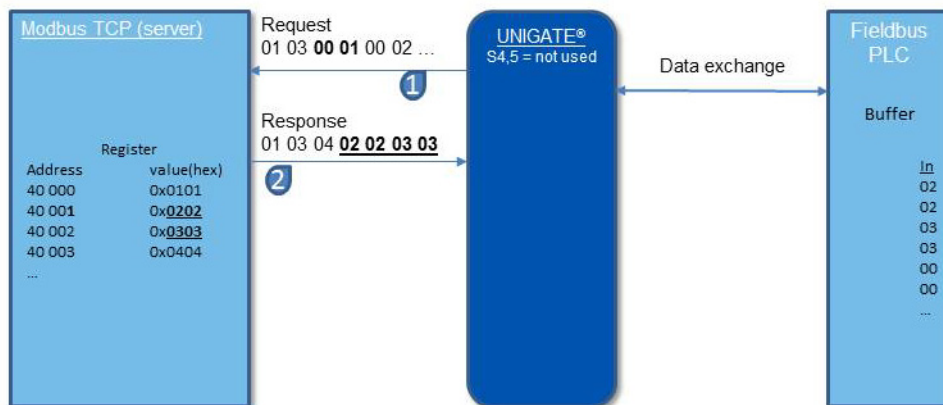 Modbus TCP (server)
Register
Address value(hex)
40 000 0x0101
40 001 0x0202
40 002 0x0303
40 003 0x0404
...
Request
01 03 00 01 00 02 ...
1
Response
01 03 04 02 02 03 03
2
UNIGATE®
S4,5 = not used
Data exchange
Fieldbus
PLC
Buffer
In
02
02
03
03
00
00
...